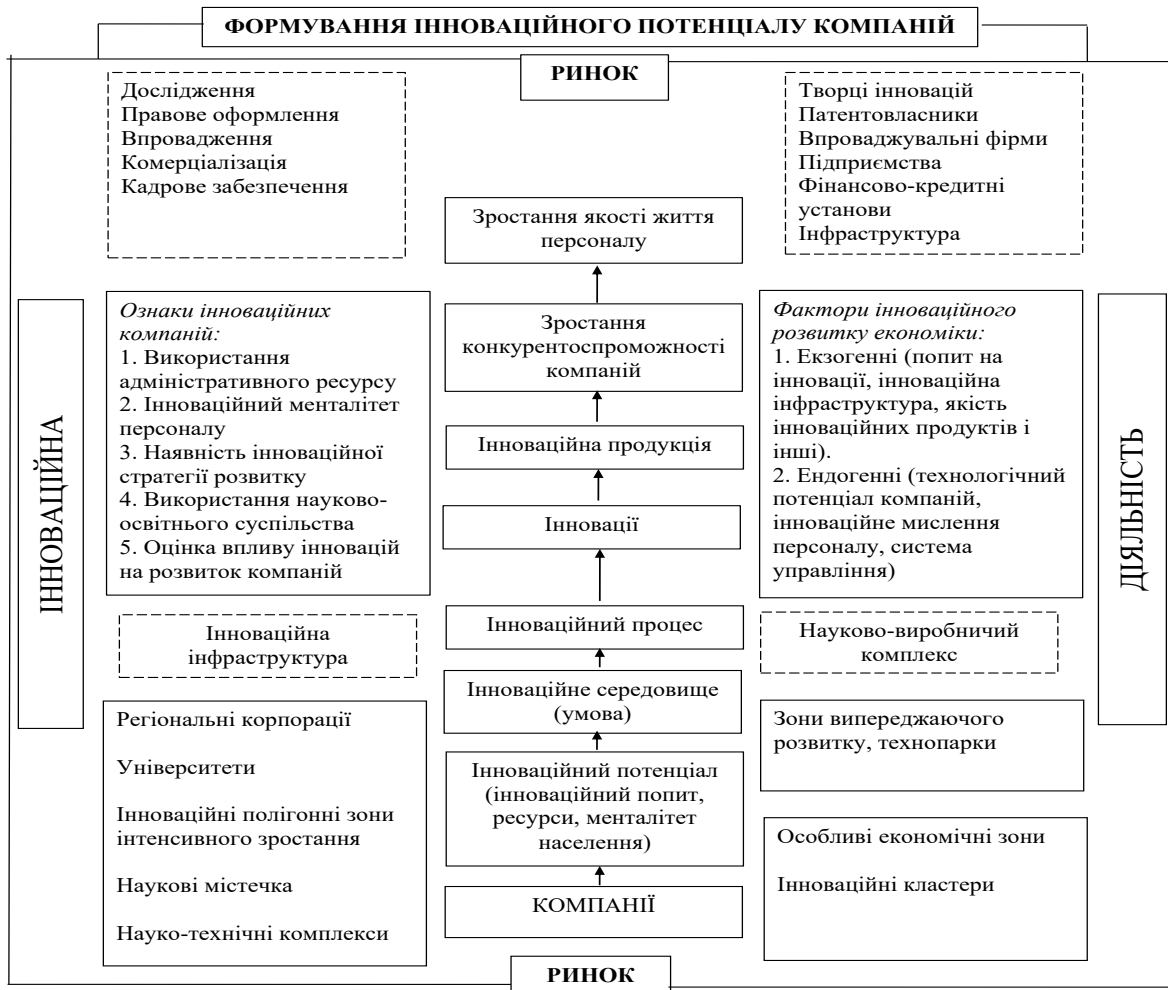 ФОРМУВАННЯ ІННОВАЦІЙНОГО ПОТЕНЦІАЛУ КОМПАНІЙ
РИНОК
Дослідження
Правове оформлення
Впровадження
Комерціалізація
Кадрове забезпечення
Творці інновацій
Патентовласники
Впроваджувальні фірми
Підприємства
Фінансово-кредитні
установи
Інфраструктура
Зростання якості життя
персоналу
ІННОВАЦІЙНА
Ознаки інноваційних
компаній:
1. Використання
адміністративного ресурсу
2. Інноваційний менталітет
персоналу
3. Наявність інноваційної
стратегії розвитку
4. Використання науково-
освітнього суспільства
5. Оцінка впливу інновацій
на розвиток компаній
Зростання
конкурентоспроможності
компаній
Інноваційна продукція
Інновації
Фактори інноваційного
розвитку економіки:
1. Екзогенні (попит на
інновації, інноваційна
інфраструктура, якість
інноваційних продуктів і
інші).
2. Ендогенні (технологічний
потенціал компаній,
інноваційне мислення
персоналу, система
управління)
ДІЯЛЬНІСТЬ
Інноваційна
інфраструктура
Інноваційний процес
Науково-виробничий
комплекс
Інноваційне середовище
(умова)
Регіональні корпорації
Університети
Інноваційні полігонні зони
інтенсивного зростання
Наукові містечка
Науко-технічні комплекси
Інноваційний потенціал
(інноваційний попит,
ресурси, менталітет
населення)
КОМПАНІЇ
Зони випереджаючого
розвитку, технопарки
Особливі економічні зони
Інноваційні кластери
РИНОК